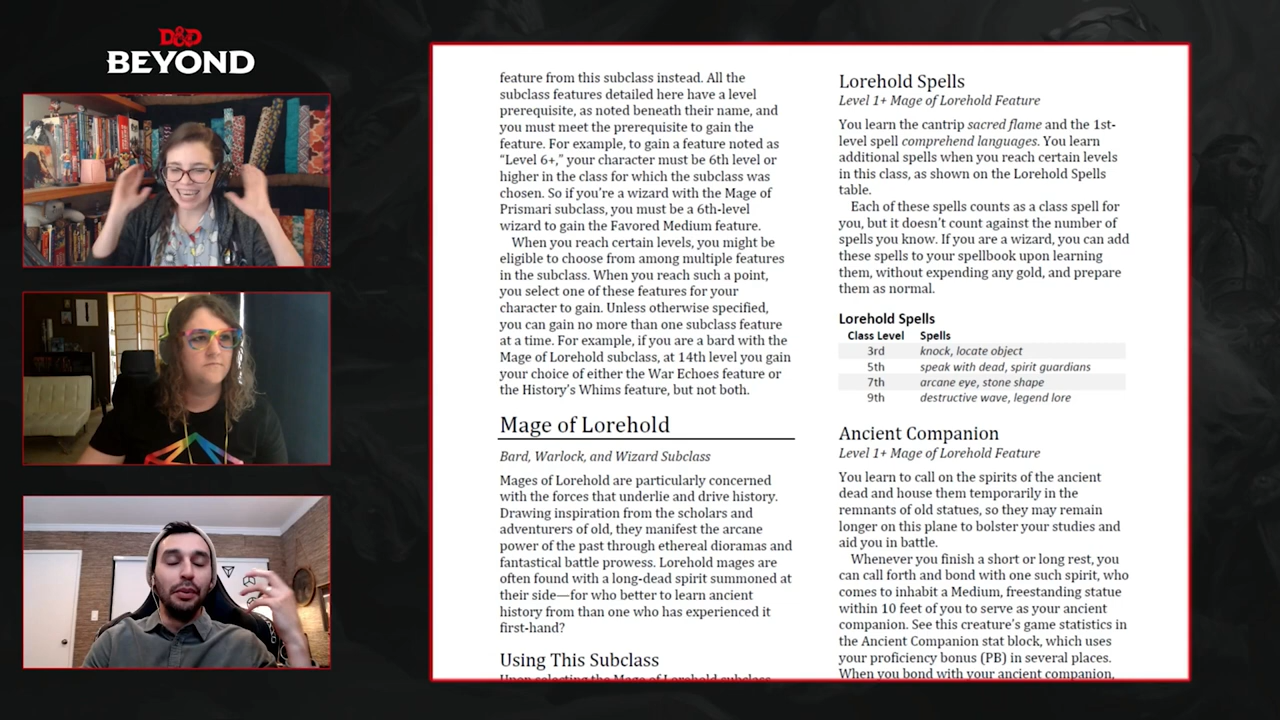 D&D
BEYOND
feature from this subclass instead. All the
subclass features detailed here have a level
prerequisite, as noted beneath their name, and
you must meet the prerequisite to gain the
feature. For example, to gain a feature noted as
“Level 6+,” your character must be 6th level or
higher in the class for which the subclass was
chosen. So if you’re a wizard with the Mage of
Prismari subclass, you must be a 6th-level
wizard to gain the Favored Medium feature.
When you reach certain levels, you might be
eligible to choose from among multiple features
in the subclass. When you reach such a point,
you select one of these features for your
character to gain. Unless otherwise specified,
you can gain no more than one subclass feature
at a time. For example, if you are a bard with the
Mage of Lorehold subclass, at 14th level you gain
your choice of either the War Echoes feature or
the History’s Whims feature, but not both.
Mage of Lorehold
Bard, Warlock, and Wizard Subclass
Mages of Lorehold are particularly concerned
with the forces that underlie and drive history.
Drawing inspiration from the scholars and
adventurers of old, they manifest the arcane
power of the past through ethereal dioramas and
fantastical battle prowess. Lorehold mages are
often found with a long-dead spirit summoned at
their side—for who better to learn ancient
history from than one who has experienced it
first-hand?
Using This Subclass
Upon selecting the Mage of Lorehold subclass,
Lorehold Spells
Level 1+ Mage of Lorehold Feature
You learn the cantrip sacred flame and the 1st-
level spell comprehend languages. You learn
additional spells when you reach certain levels
in this class, as shown on the Lorehold Spells
table.
Each of these spells counts as a class spell for
you, but it doesn’t count against the number of
spells you know. If you are a wizard, you can add
these spells to your spellbook upon learning
them, without expending any gold, and prepare
them as normal.
Lorehold Spells
Class Level Spells
3rd knock, locate object
5th speak with dead, spirit guardians
7th arcane eye, stone shape
9th destructive wave, legend lore
Ancient Companion
Level 1+ Mage of Lorehold Feature
You learn to call on the spirits of the ancient
dead and house them temporarily in the
remnants of old statues, so they may remain
longer on this plane to bolster your studies and
aid you in battle.
Whenever you finish a short or long rest, you
can call forth and bond with one such spirit, who
comes to inhabit a Medium, freestanding statue
within 10 feet of you to serve as your ancient
companion. See this creature’s game statistics in
the Ancient Companion stat block, which uses
your proficiency bonus (PB) in several places.
When you bond with your ancient companion,